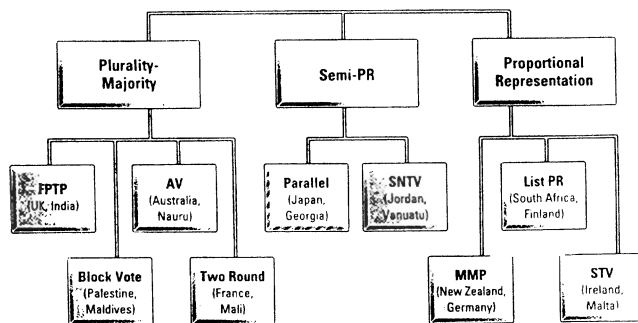 Plurality-
Majority
Semi-PR
Proportional
Representation
FPTP
(UK, India)
AV
(Australia,
Nauru)
Parallel
(Japan,
Georgia)
SNTV
(Jordan,
Vanuatu)
List PR
(South Africa,
Finland)
Block Vote
(Palestine,
Maldives)
Two Round
(France,
Mali)
MMP
(New Zealand,
Germany)
STV
(Ireland,
Malta)